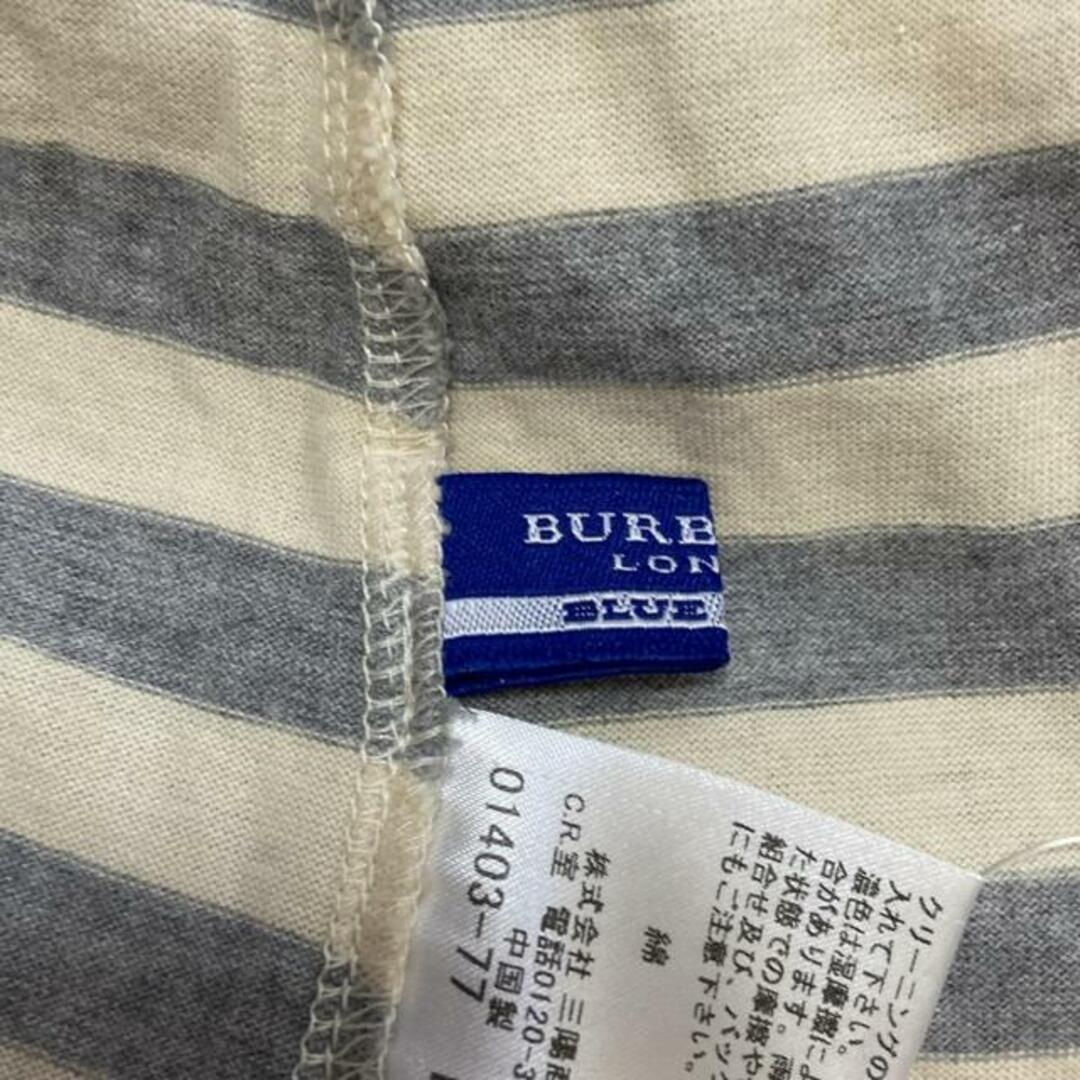 BURB
LON
BLUE
クリーニングの
入れて下さい。
濃色は湿摩擦によ
合があります。雨
た状態での摩擦や
組合せ及び、バッグ
にもご注意下さい。
綿
株式会社 三陽商
C.R.室 電話0120-3
中国製
01403-77